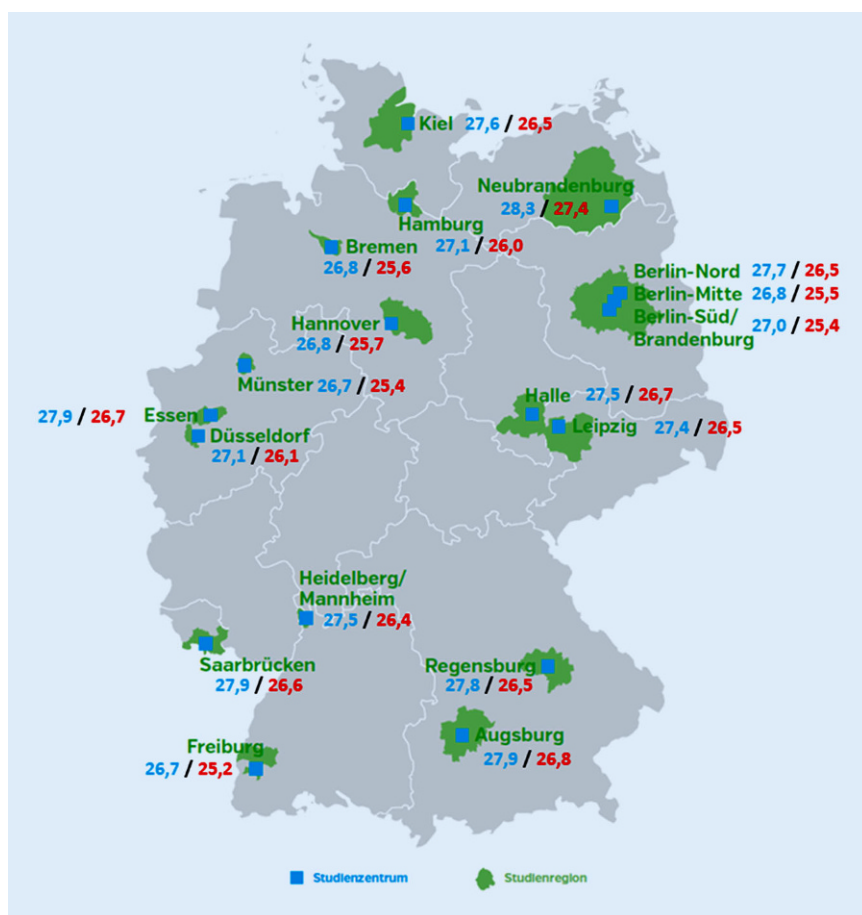 Kiel 27,6 / 26,5
Neubrandenburg
28,3 / 27,4
Hamburg
27,1 / 26,0
Bremen
26,8 / 25,6
Berlin-Nord 27,7 / 26,5
Berlin-Mitte 26,8 / 25,5
Berlin-Süd/
Brandenburg 27,0 / 25,4
Hannover
26,8 / 25,7
Münster 26,7 / 25,4
Halle 27,5 / 26,7
27,9 / 26,7 Essen
Leipzig 27,4 / 26,5
Düsseldorf
27,1 / 26,1
Heidelberg/
Mannheim
27,5 / 26,4
Saarbrücken
27,9 / 26,6
Regensburg
27,8 / 26,5
Augsburg
27,9 / 26,8
Freiburg
26,7 / 25,2
Studienzentrum
Studienregion